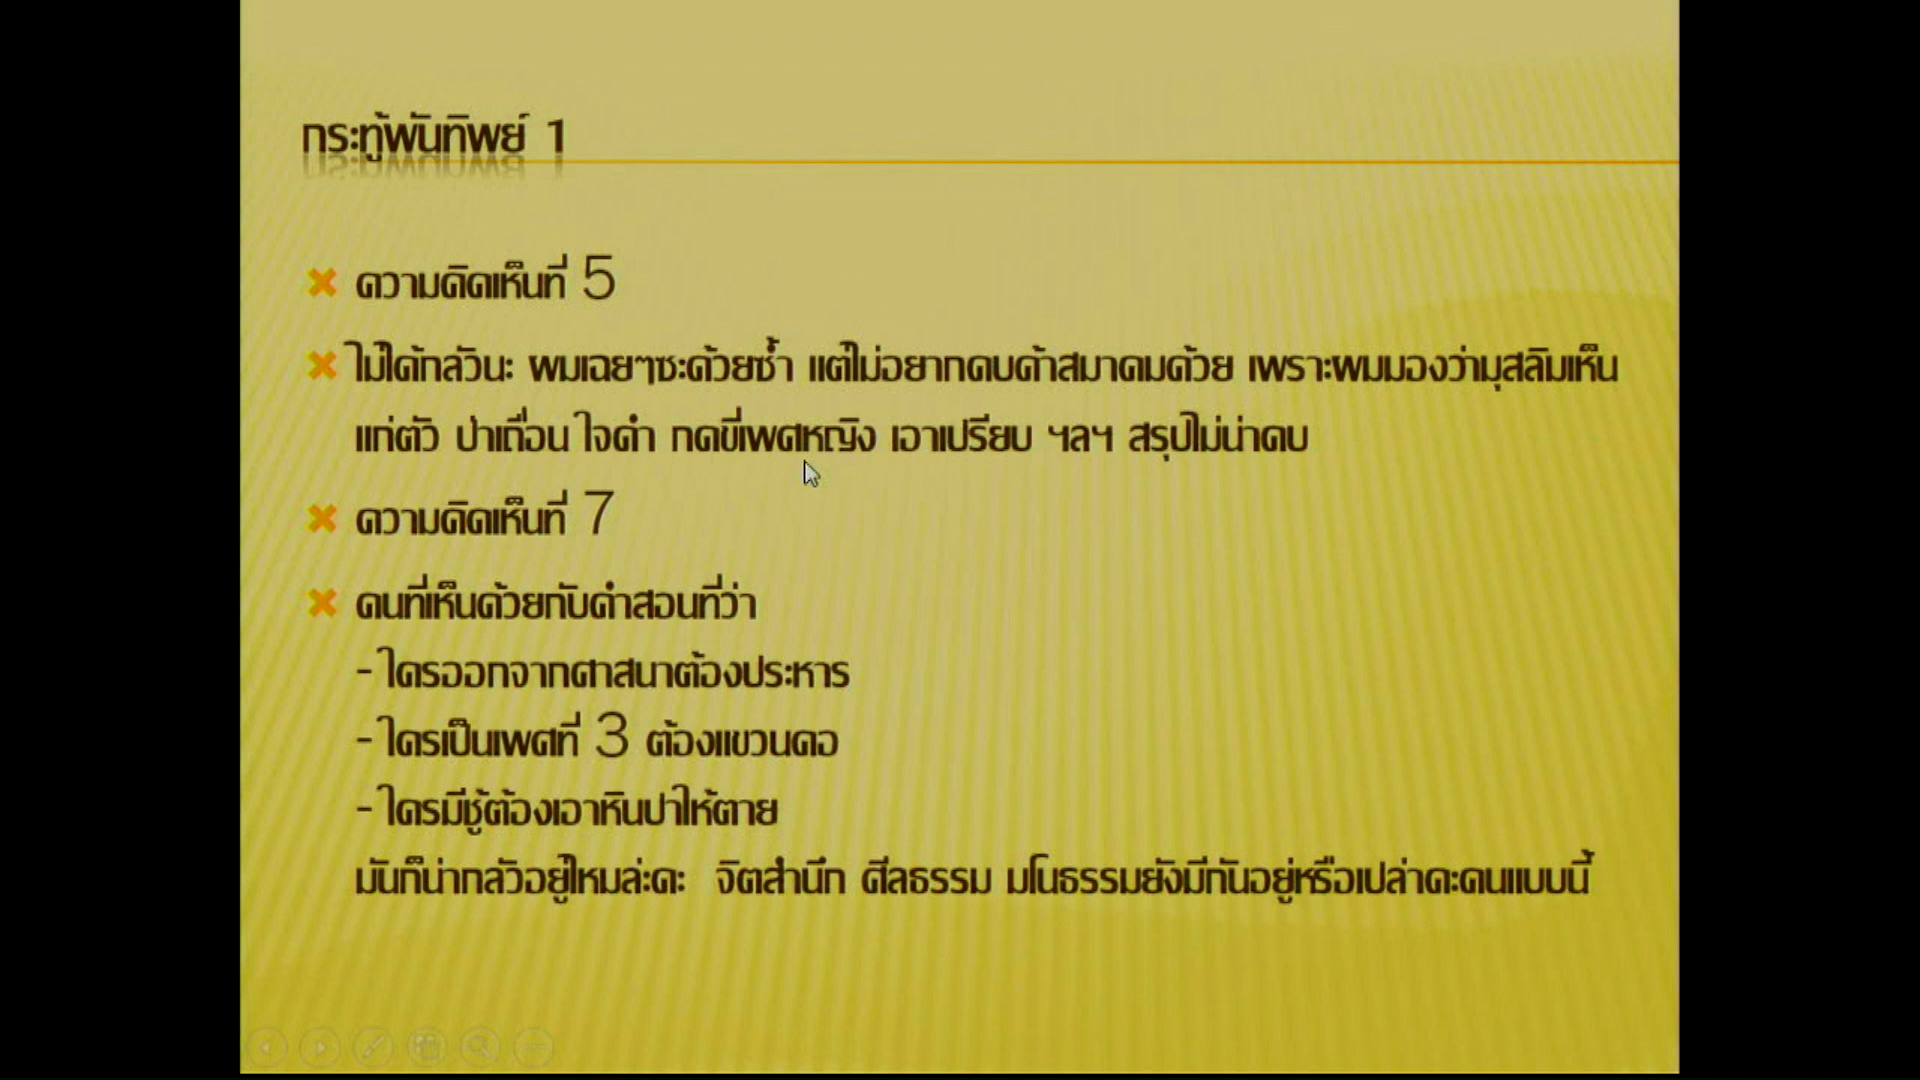 กระทู้พันทิพย์ 1
ความคิดเห็นที่ 5
ไม่ได้กลัวนะ ผมเฉยๆซะด้วยซ้ำ แต่ไม่อยากคบค้าสมาคมด้วย เพราะผมมองว่ามุสลิมเห็น
แก่ตัว ป่าเถื่อน ใจดำ กดขี่เพศหญิง เอาเปรียบ ฯลฯ สรุปไม่น่าคบ
ความคิดเห็นที่ 7
คนที่เห็นด้วยกับคำสอนที่ว่า
- ใครออกจากศาสนาต้องประหาร
- ใครเป็นเพศที่ 3 ต้องแขวนคอ
- ใครมีชู้ต้องเอาหินปาให้ตาย
มันก็น่ากลัวอยู่ไหมล่ะคะ จิตสำนึก ศีลธรรม มโนธรรมยังมีกันอยู่หรือเปล่าคะคนแบบนี้